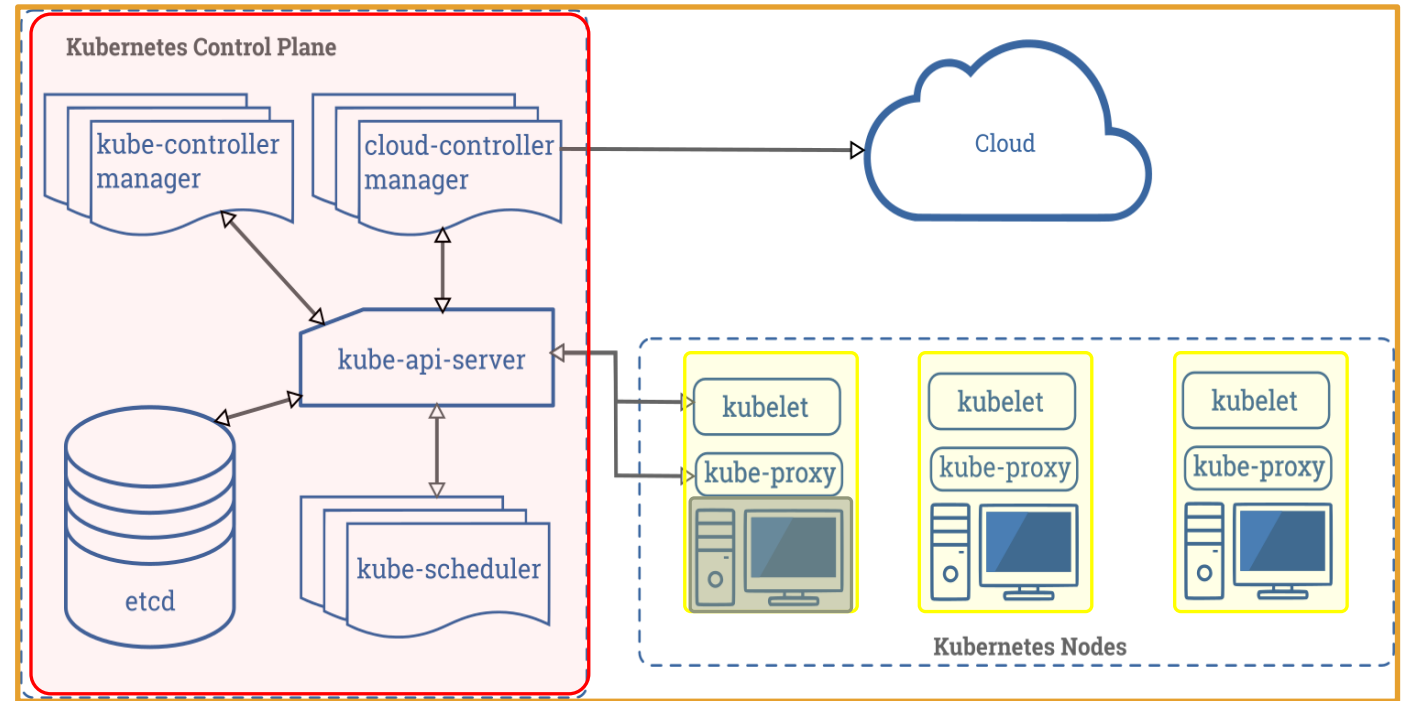 Kubernetes Control Plane
kube-controller
manager
cloud-controller
manager
Cloud
kube-api-server
etcd
kube-scheduler
kubelet
kube-proxy
kubelet
kube-proxy
kubelet
kube-proxy
Kubernetes Nodes